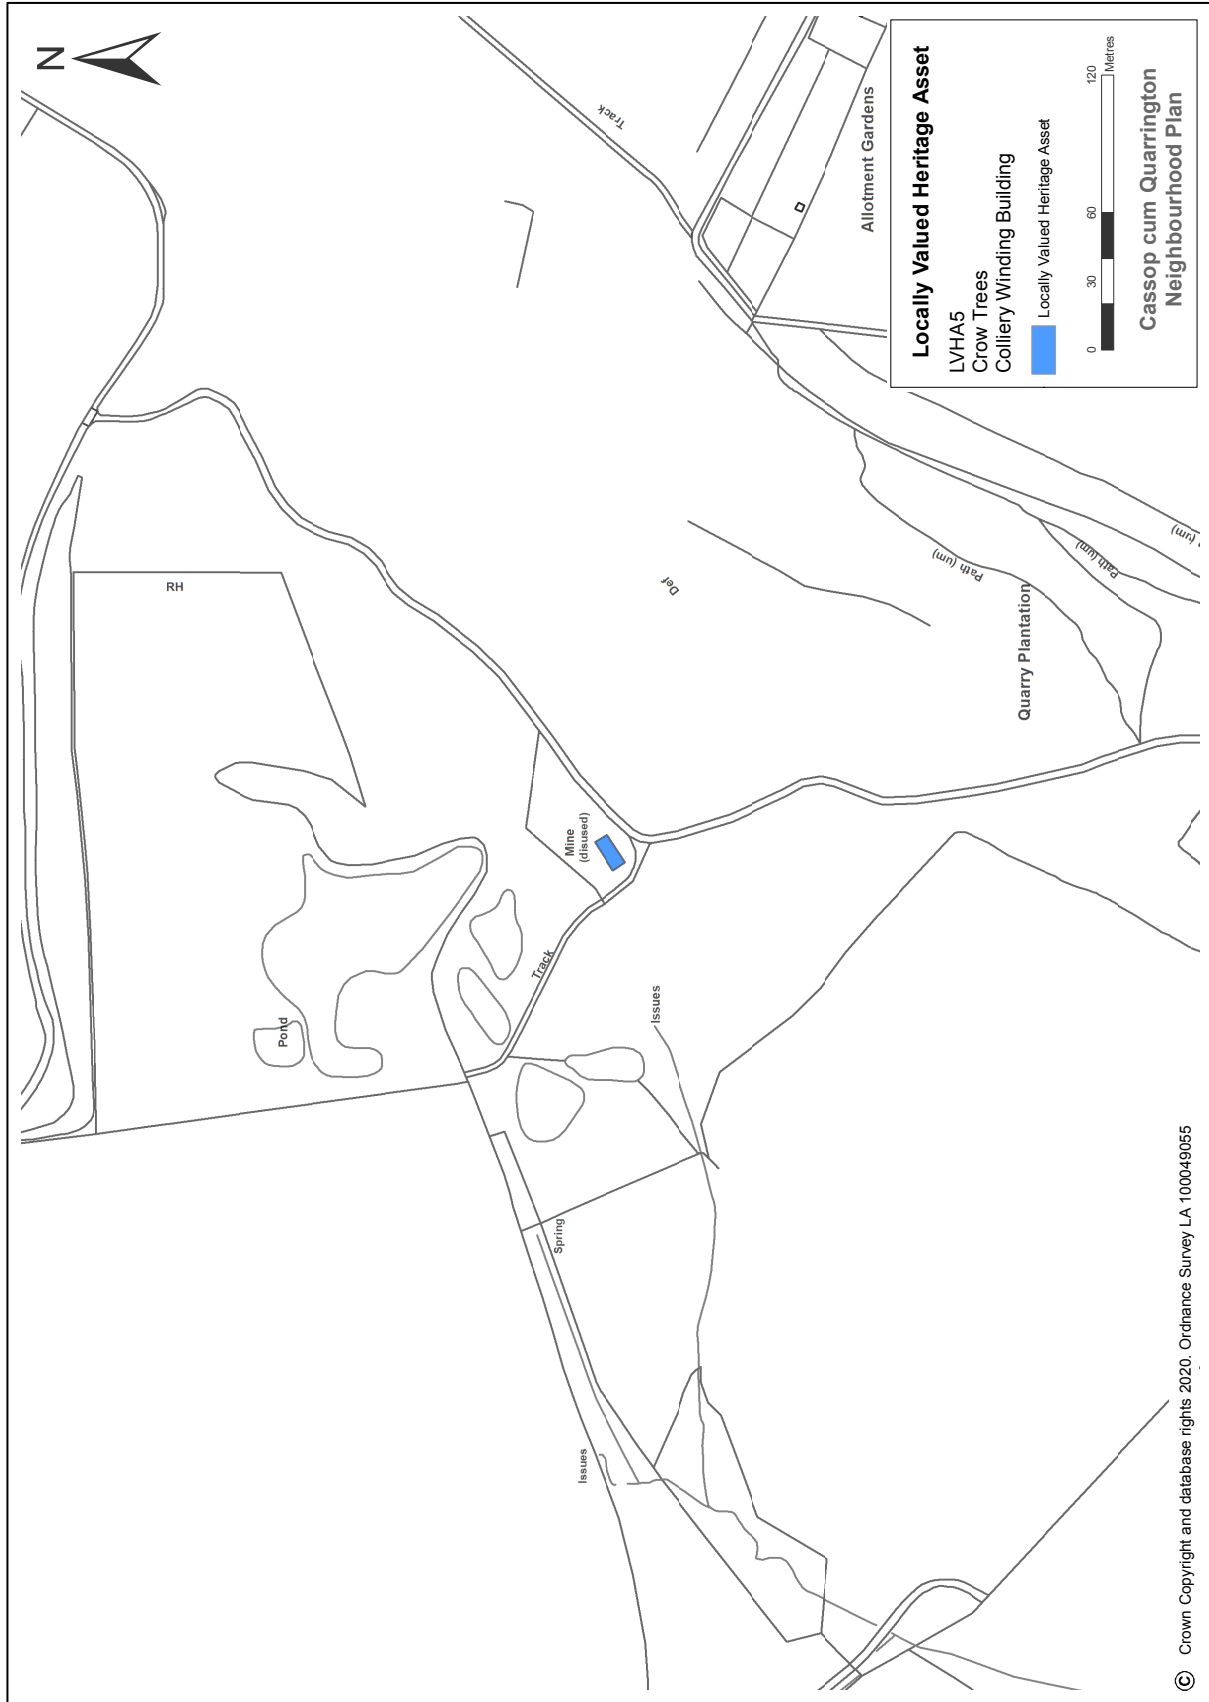 N
Track
Allotment Gardens
RH
Def
Path (um)
Path (um)
(um)
Quarry Plantation
Mine
(disused)
Track
Pond
Issues
Spring
Issues
Locally Valued Heritage Asset
LVHA5
Crow Trees
Colliery Winding Building
Locally Valued Heritage Asset
0 30 60 120
Metres
Cassop cum Quarrington
Neighbourhood Plan
© Crown Copyright and database rights 2020. Ordnance Survey LA 100049055